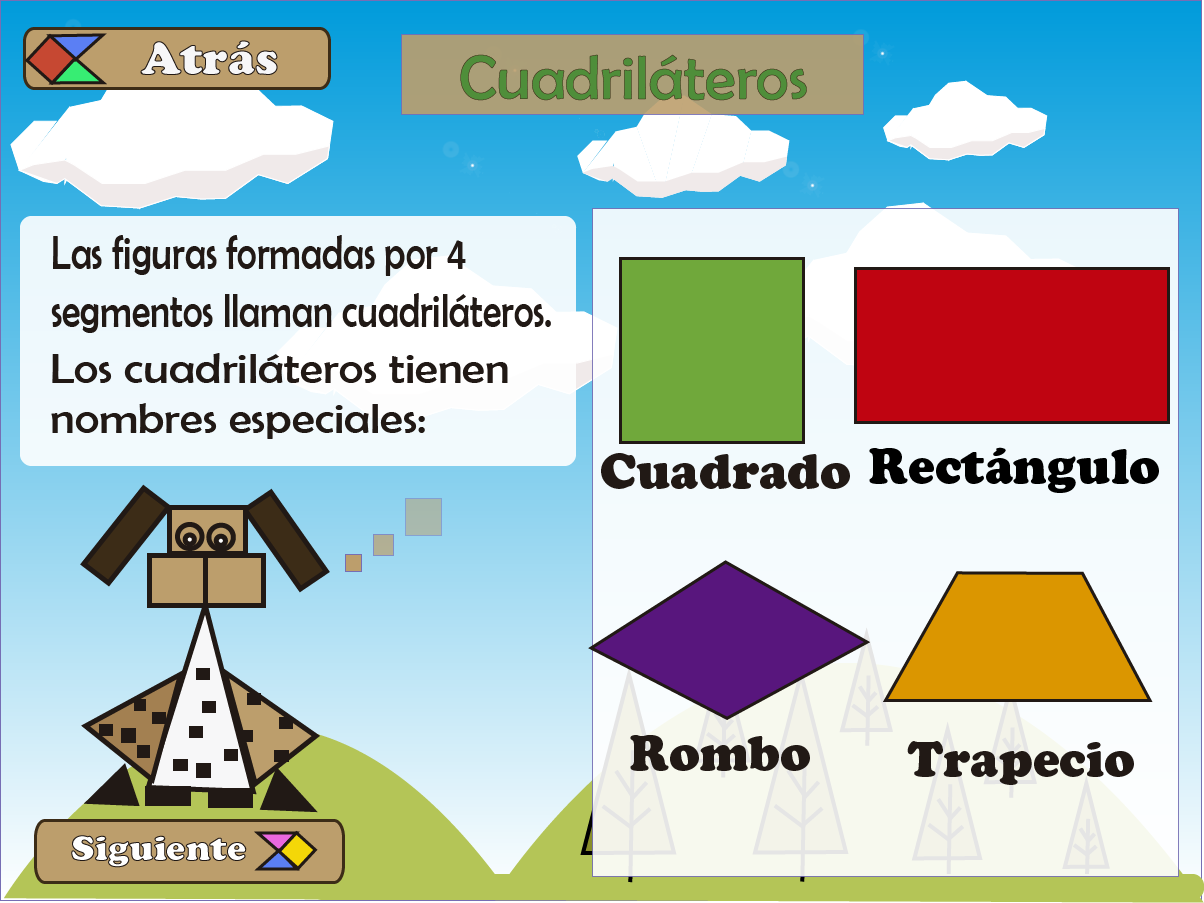 Atrás
Cuadriláteros
Las figuras formadas por 4
segmentos llaman cuadriláteros.
Los cuadriláteros tienen
nombres especiales:
Cuadrado
Rectángulo
Rombo
Trapecio
Siguiente